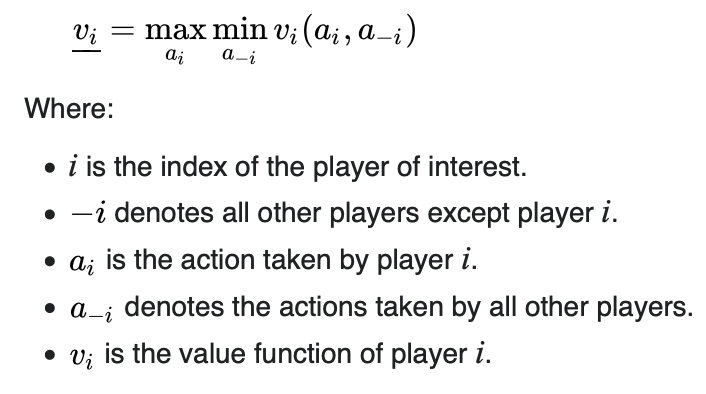 $\underline{v_i} = \max_{a_i} \min_{a_{-i}} v_i(a_i, a_{-i})$
Where:
• $i$ is the index of the player of interest.
• $-i$ denotes all other players except player $i$.
• $a_i$ is the action taken by player $i$.
• $a_{-i}$ denotes the actions taken by all other players.
• $v_i$ is the value function of player $i$.